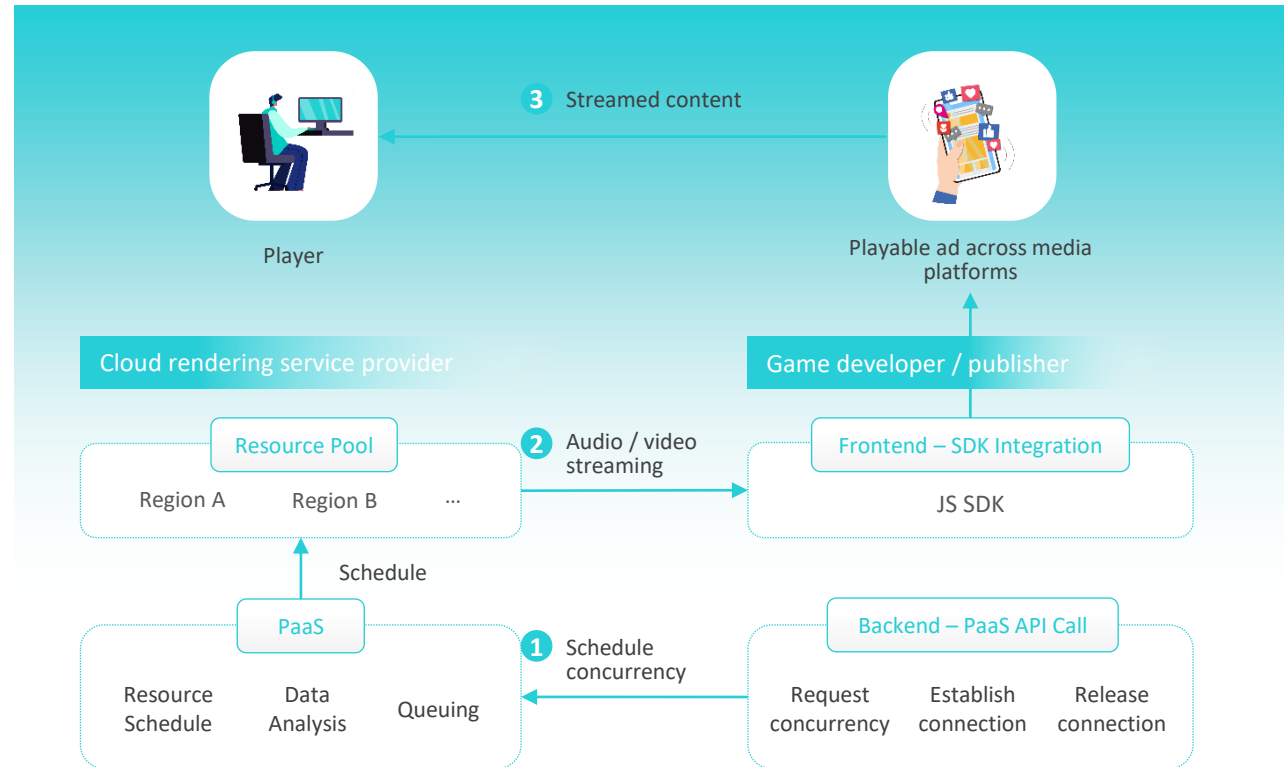 3 Streamed content
Player
Playable ad across media
platforms
Cloud rendering service provider
Game developer / publisher
Resource Pool
Region A
Region B
...
2 Audio / video
streaming
Frontend – SDK Integration
JS SDK
Schedule
PaaS
Resource
Schedule
Data
Analysis
Queuing
1 Schedule
concurrency
Backend – PaaS API Call
Request
concurrency
Establish
connection
Release
connection